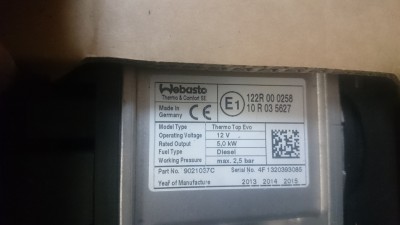 Webasto
Thermo & Comfort SE
Made in
Germany
CE
E1
122R 00 0258
10 R 03 5627
Model Type Thermo Top Evo
Operating Voltage 12 V
Rated Output 5,0 kW
Fuel Type Diesel
Working Pressure max. 2,5 bar
Part No. 9021037C Serial No. 4F 1320393085
Year of Manufacture 2013 2014 2015